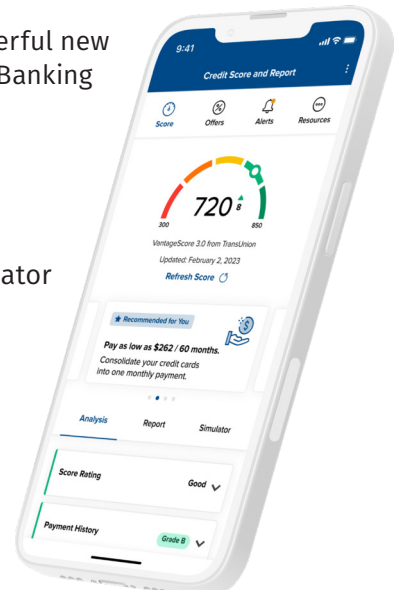 erful new
Banking
ator
9:41
Credit Score and Report
Score
Offers
Alerts
Resources
720
8
300
850
VantageScore 3.0 from TransUnion
Updated: February 2, 2023
Refresh Score
Recommended for You
Pay as low as $262 / 60 months.
Consolidate your credit cards
into one monthly payment.
Analysis
Report
Simulator
Score Rating
Good
Payment History
Grade B